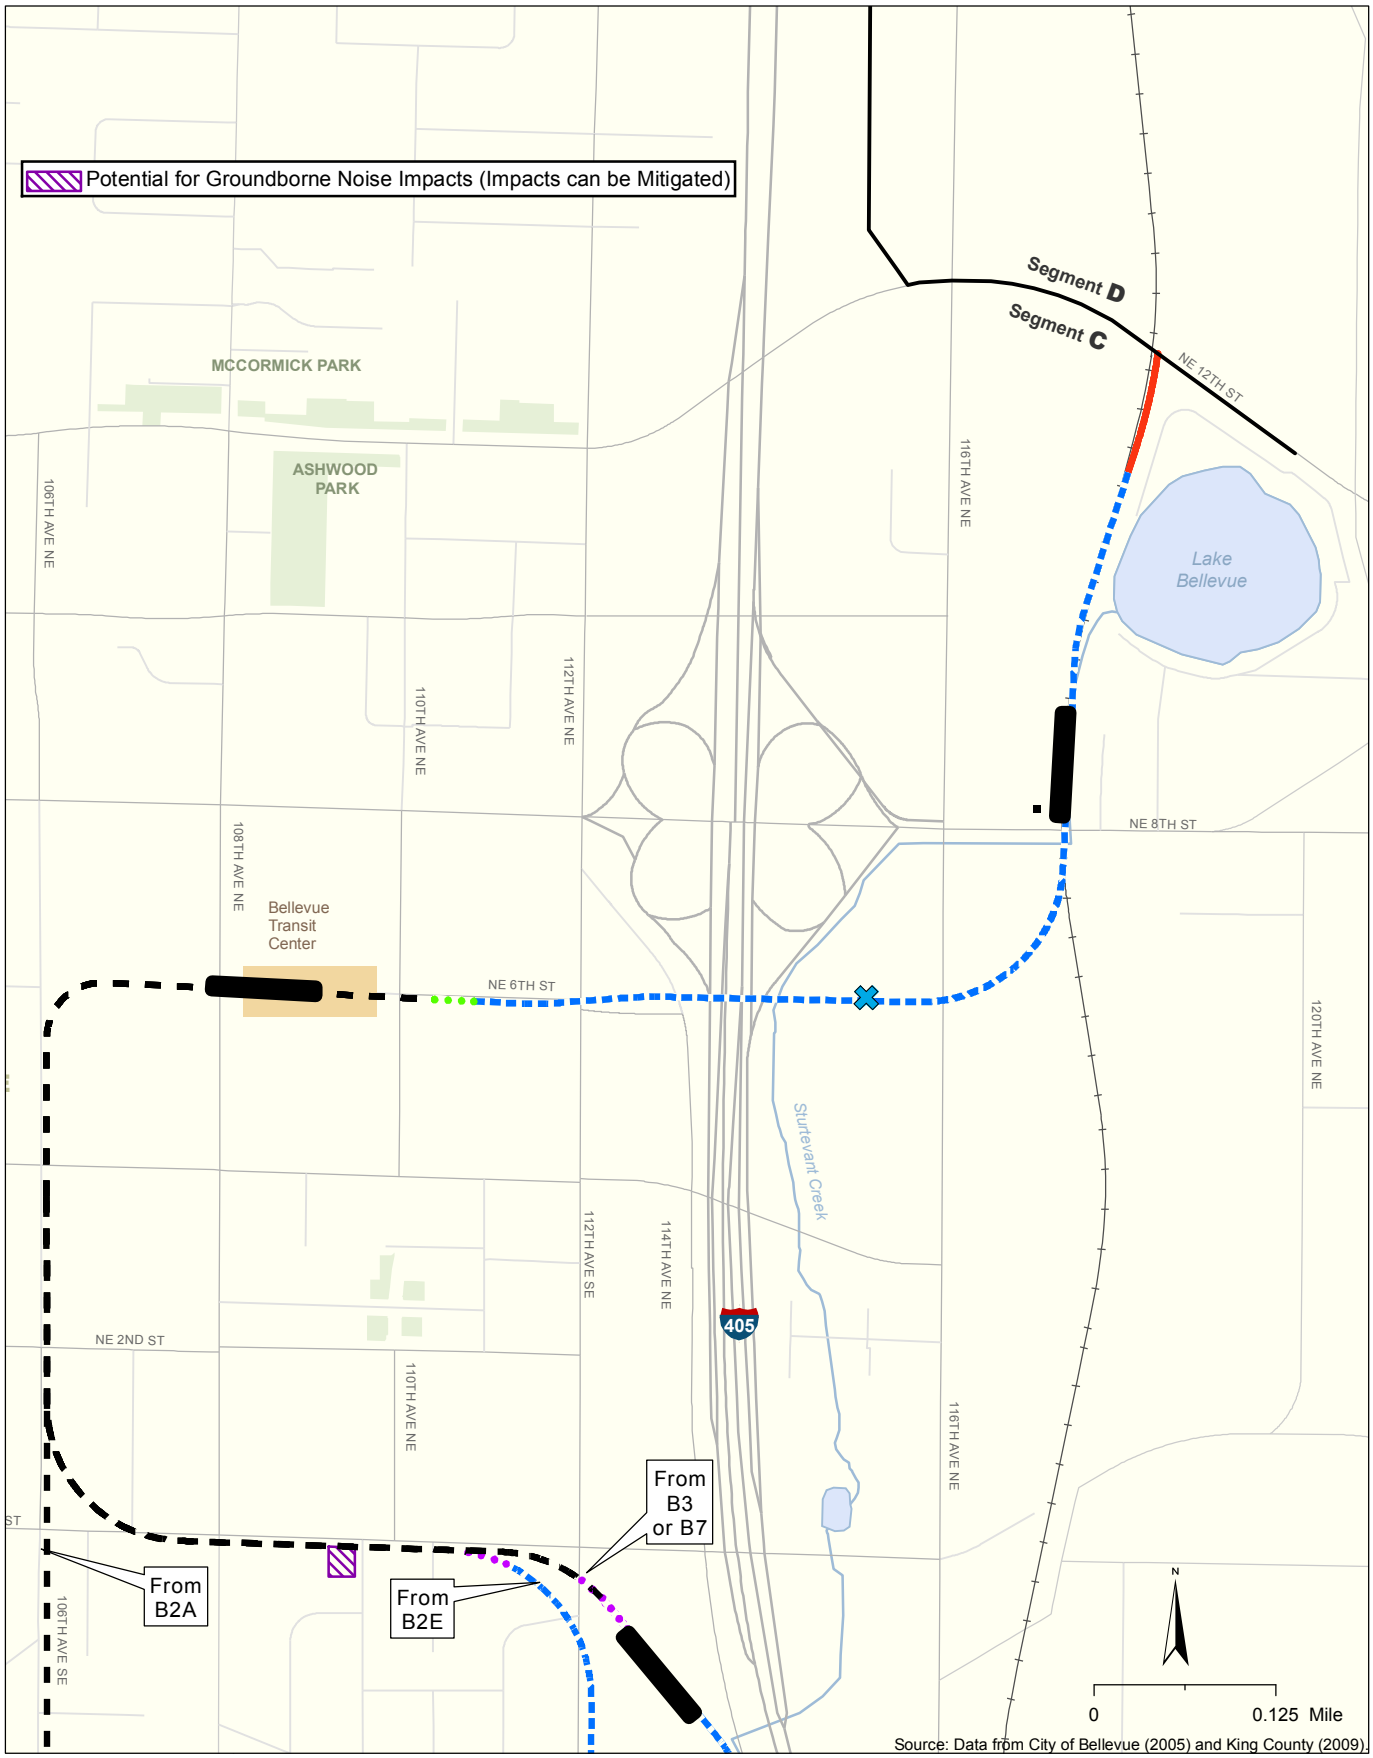 Potential for Groundborne Noise Impacts (Impacts can be Mitigated)
Segment D
Segment C
NE 12TH ST
MCCORMICK PARK
ASHWOOD
PARK
106TH AVE NE
116TH AVE NE
Lake
Bellevue
112TH AVE NE
110TH AVE NE
108TH AVE NE
NE 8TH ST
Bellevue
Transit
Center
NE 6TH ST
120TH AVE NE
Sturtevant Creek
112TH AVE SE
114TH AVE NE
405
NE 2ND ST
110TH AVE NE
116TH AVE NE
From
B3
or B7
ST
From
B2A
From
B2E
106TH AVE SE
N
0
0.125 Mile
Source: Data from City of Bellevue (2005) and King County (2009).